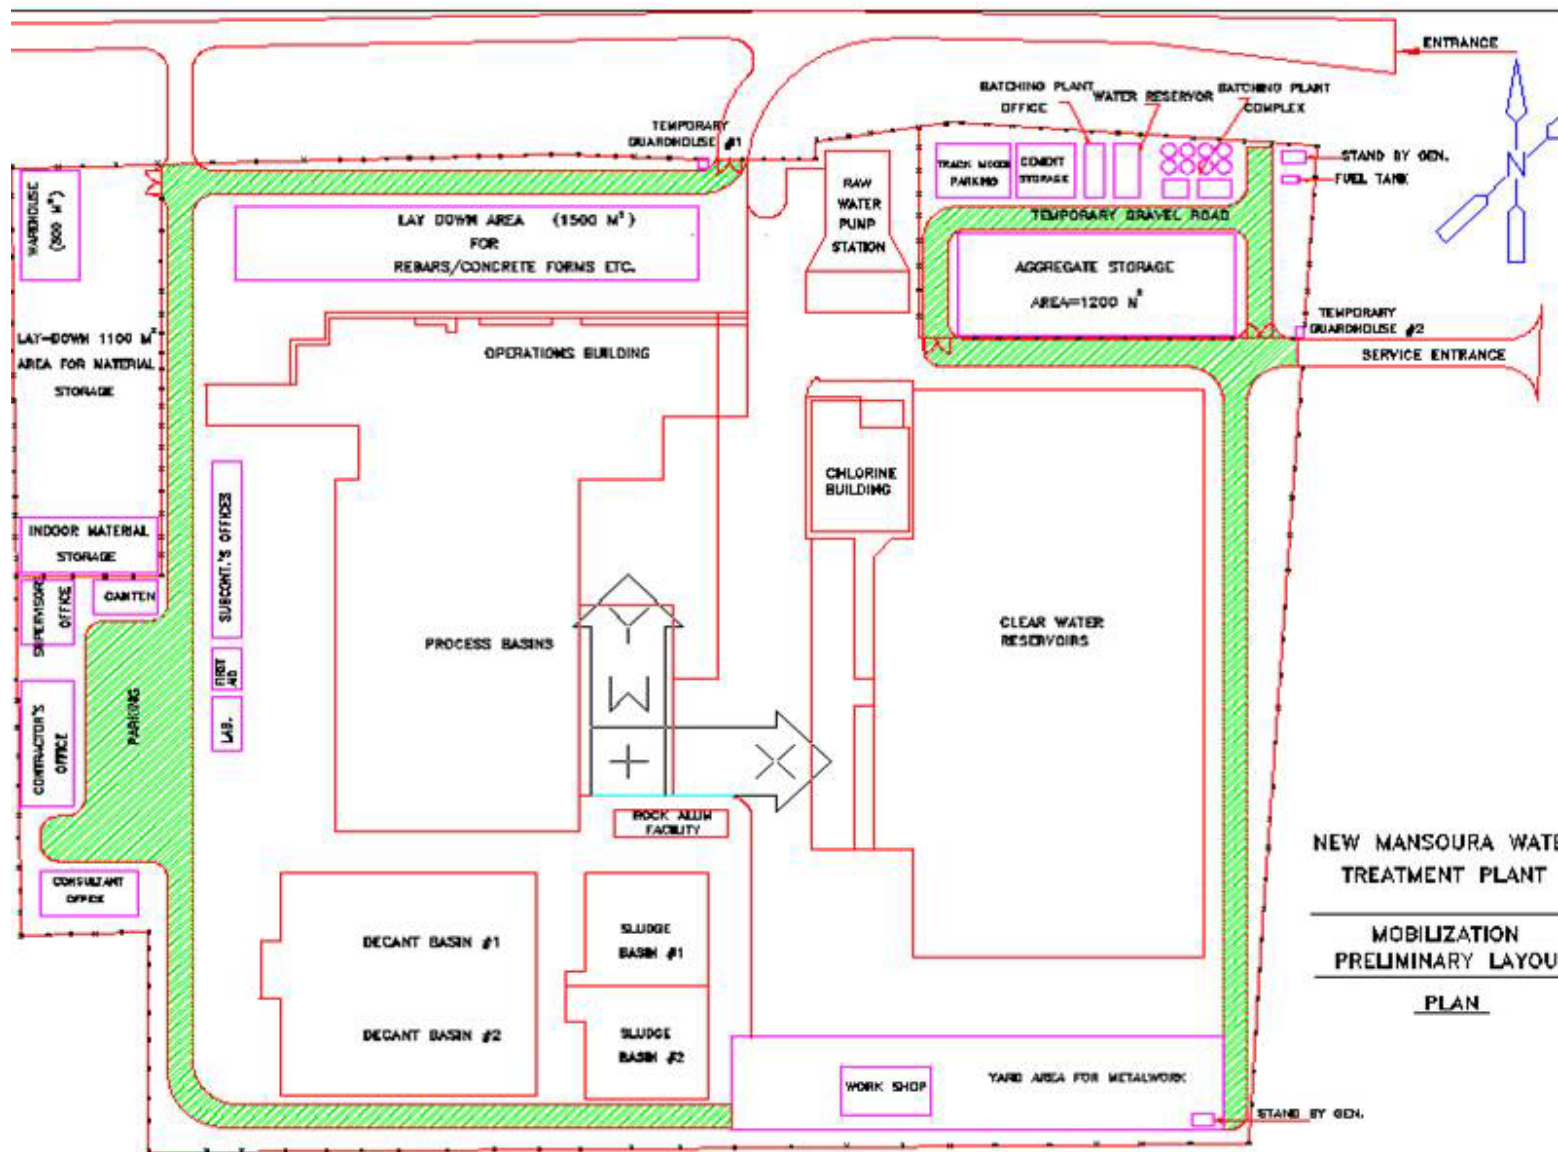 ENTRANCE
BATCHING PLANT
OFFICE
WATER RESERVOR
BATCHING PLANT
COMPLEX
TEMPORARY
GUARDHOUSE #1
STAND BY GEN.
FUEL TANK
N
WAREHOUSE
(300 M²)
LAY DOWN AREA (1500 M²)
FOR
REBARS/CONCRETE FORMS ETC.
RAW
WATER
PUMP
STATION
TRACK MIXER
PARKING
CEMENT
STORAGE
TEMPORARY GRAVEL ROAD
AGGREGATE STORAGE
AREA=1200 M²
TEMPORARY
GUARDHOUSE #2
SERVICE ENTRANCE
LAY-DOWN 1100 M²
AREA FOR MATERIAL
STORAGE
OPERATIONS BUILDING
CHLORINE
BUILDING
INDOOR MATERIAL
STORAGE
SUBCONT.'S OFFICES
SUPERVISORS
OFFICE
CANTEN
PROCESS BASINS
CLEAR WATER
RESERVOIRS
FIRST
AID
LAB.
PARKING
CONTRACTOR'S
OFFICE
Y
M
+
X
ROCK ALUM
FACILITY
CONSULTANT
OFFICE
DECANT BASIN #1
SLUDGE
BASIN #1
DECANT BASIN #2
SLUDGE
BASIN #2
WORK SHOP
YARD AREA FOR METALWORK
STAND BY GEN.
NEW MANSOURA WATE
TREATMENT PLANT
MOBILIZATION
PRELIMINARY LAYOU
PLAN